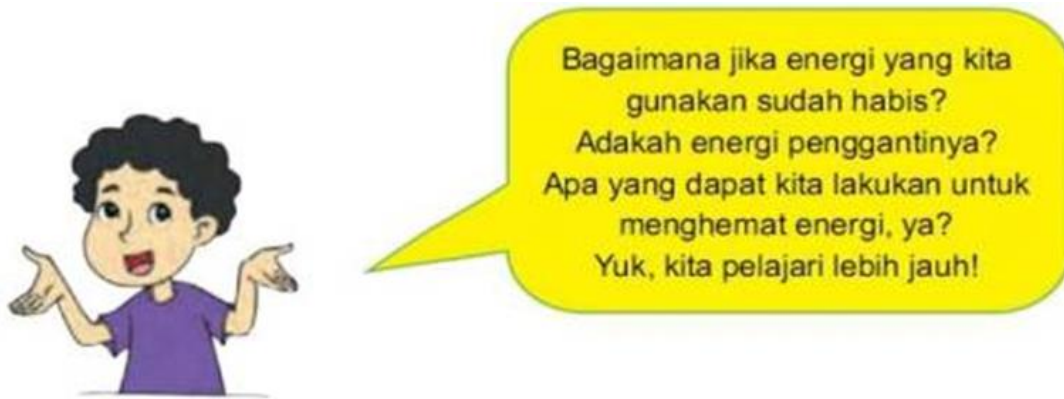 Bagaimana jika energi yang kita
gunakan sudah habis?
Adakah energi penggantinya?
Apa yang dapat kita lakukan untuk
menghemat energi, ya?
Yuk, kita pelajari lebih jauh!